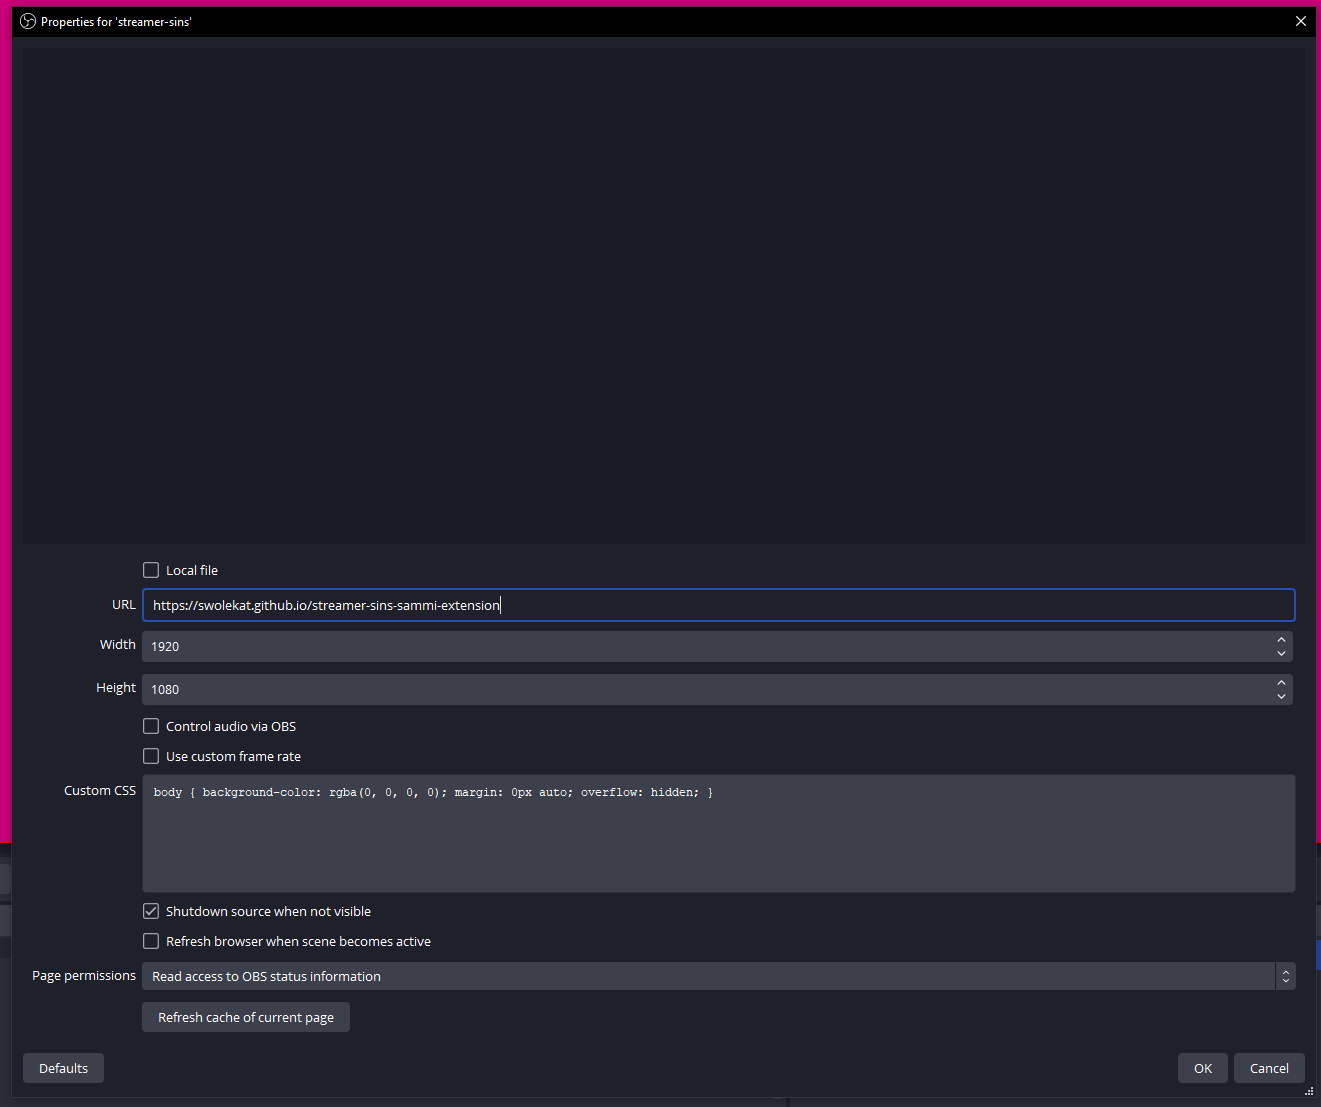 Properties for 'streamer-sins'
Local file
URL https://swolekat.github.io/streamer-sins-sammi-extension
Width 1920
Height 1080
Control audio via OBS
Use custom frame rate
Custom CSS body { background-color: rgba(0, 0, 0, 0); margin: 0px auto; overflow: hidden; }
Shutdown source when not visible
Refresh browser when scene becomes active
Page permissions Read access to OBS status information
Refresh cache of current page
Defaults OK Cancel